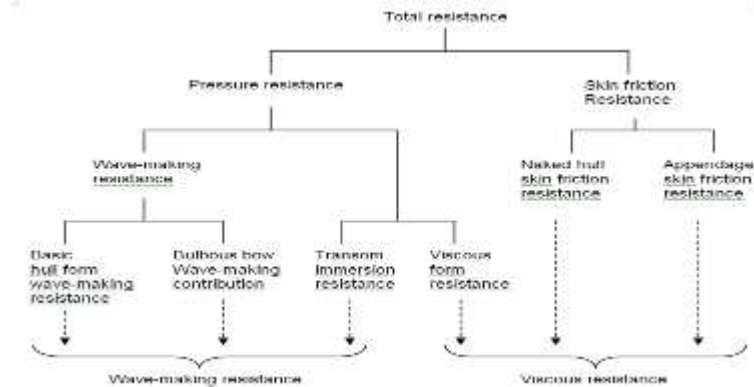 Total resistance
Pressure resistance
Skin friction
Resistance
Wave-making
resistance
Naked hull
skin friction
resistance
Appendage
skin friction
resistance
Basic
hull form
wave-making
resistance
Bulbous bow
Wave-making
contribution
Transom
immersion
resistance
Viscous
form
resistance
Wave-making resistance
Viscous resistance